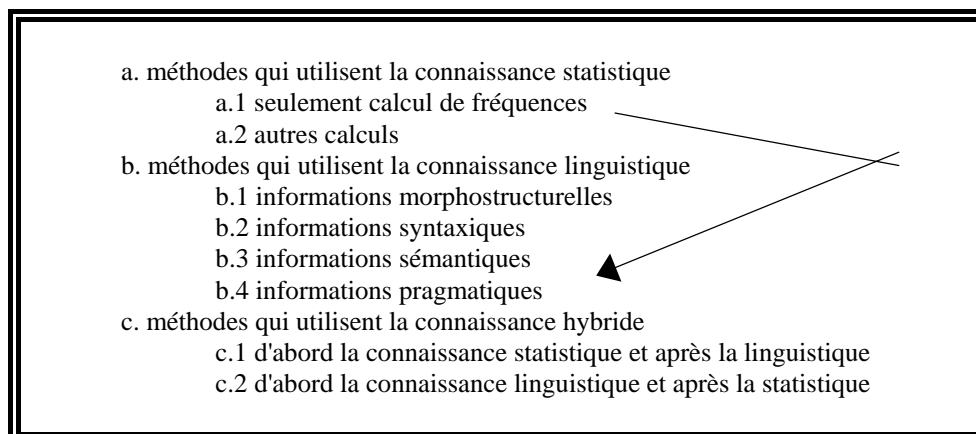 a. méthodes qui utilisent la connaissance statistique
a.1 seulement calcul de fréquences
a.2 autres calculs
b. méthodes qui utilisent la connaissance linguistique
b.1 informations morphostructurelles
b.2 informations syntaxiques
b.3 informations sémantiques
b.4 informations pragmatiques
c. méthodes qui utilisent la connaissance hybride
c.1 d'abord la connaissance statistique et après la linguistique
c.2 d'abord la connaissance linguistique et après la statistique